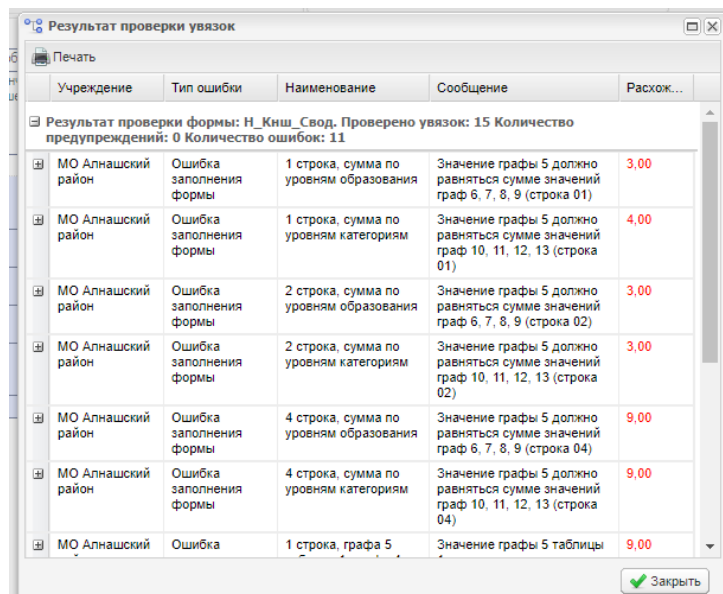 Результат проверки увязок
Печать
Учреждение Тип ошибки Наименование Сообщение Расхож...
Результат проверки формы: Н_Кнш_Свод. Проверено увязок: 15 Количество
предупреждений: 0 Количество ошибок: 11
МО Алнашский Ошибка 1 строка, сумма по Значение графы 5 должно 3,00
район заполнения уровням образования равняться сумме значений
формы граф 6, 7, 8, 9 (строка 01)
МО Алнашский Ошибка 1 строка, сумма по Значение графы 5 должно 4,00
район заполнения уровням категориям равняться сумме значений
формы граф 10, 11, 12, 13 (строка
01)
МО Алнашский Ошибка 2 строка, сумма по Значение графы 5 должно 3,00
район заполнения уровням образования равняться сумме значений
формы граф 6, 7, 8, 9 (строка 02)
МО Алнашский Ошибка 2 строка, сумма по Значение графы 5 должно 3,00
район заполнения уровням категориям равняться сумме значений
формы граф 10, 11, 12, 13 (строка
02)
МО Алнашский Ошибка 4 строка, сумма по Значение графы 5 должно 9,00
район заполнения уровням образования равняться сумме значений
формы граф 6, 7, 8, 9 (строка 04)
МО Алнашский Ошибка 4 строка, сумма по Значение графы 5 должно 9,00
район заполнения уровням категориям равняться сумме значений
формы граф 10, 11, 12, 13 (строка
04)
МО Алнашский Ошибка 1 строка, графа 5 Значение графы 5 таблицы 9,00
Закрыть